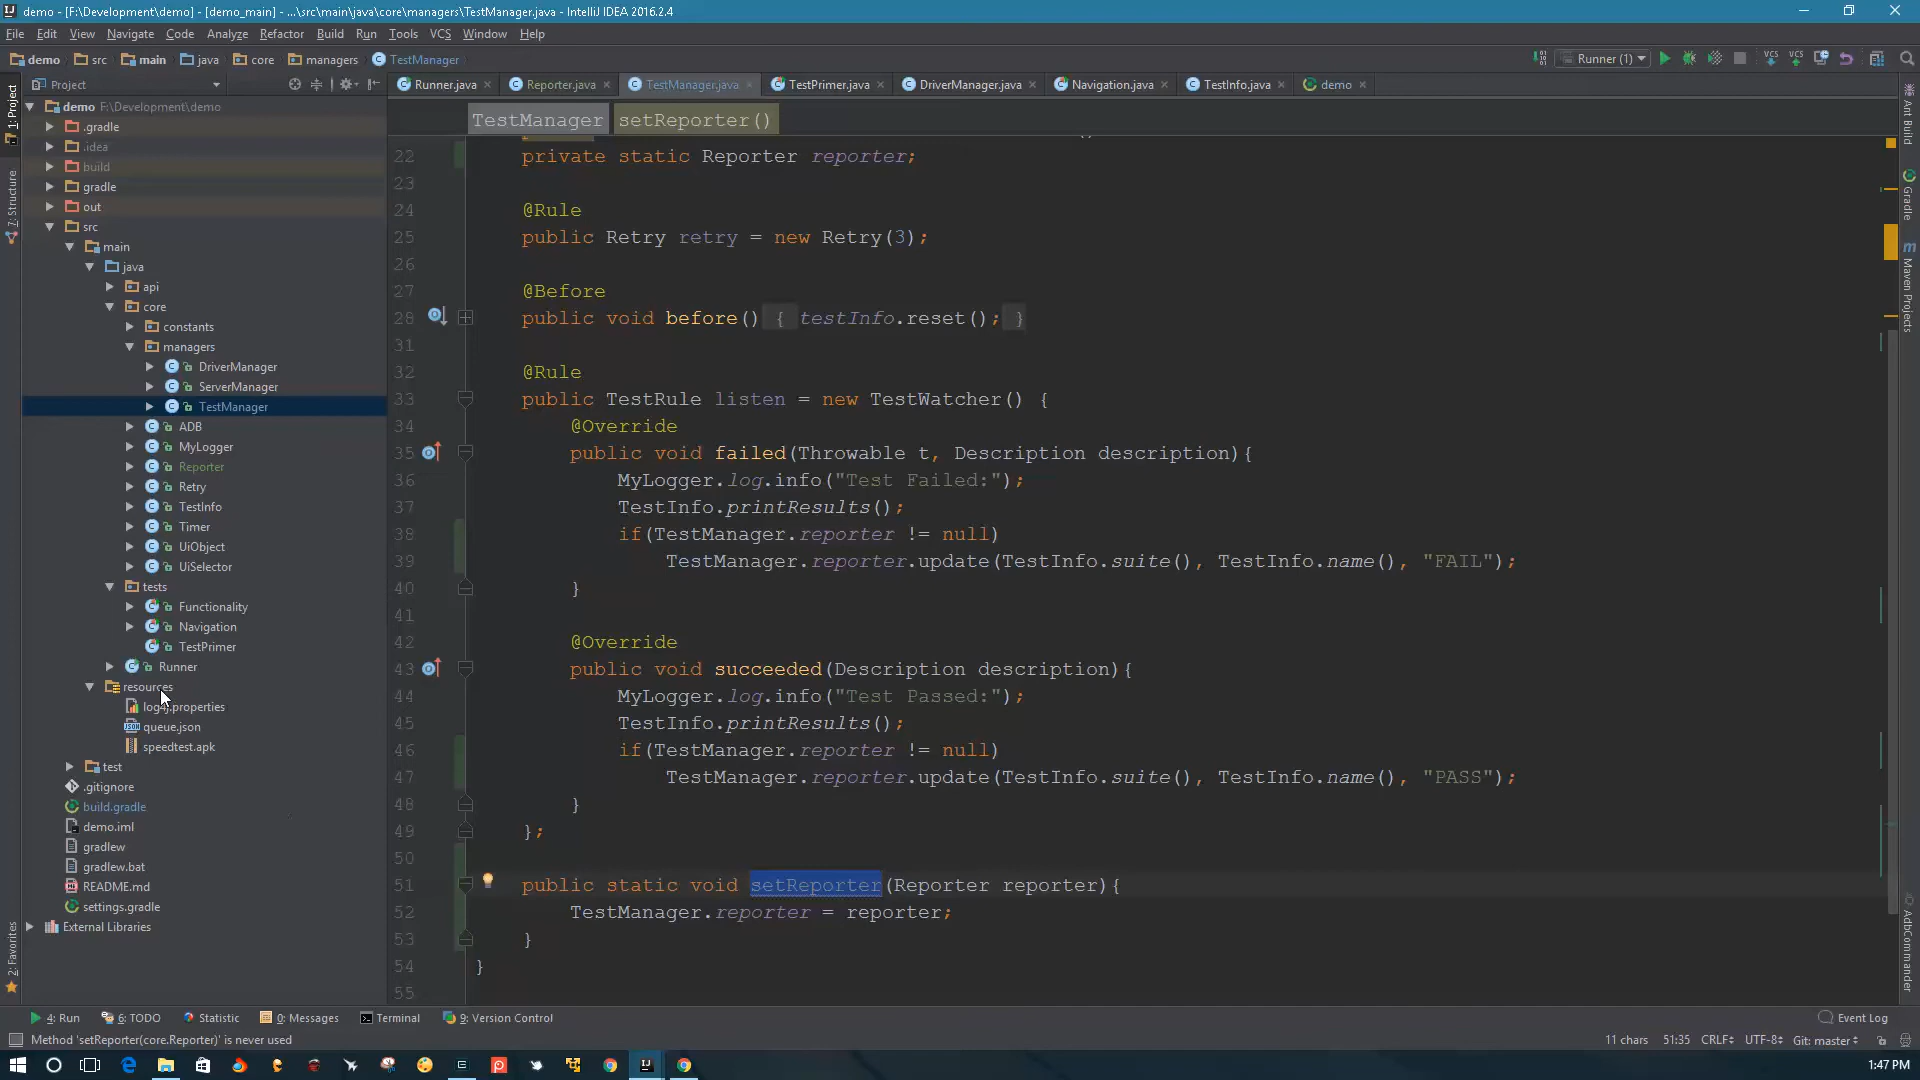 demo - [F:\Development\demo] - [demo_main] - ...\src\main\java\core\managers\TestManager.java - IntelliJ IDEA 2016.2.4
File Edit View Navigate Code Analyze Refactor Build Run Tools VCS Window Help
demo src main java core managers TestManager
Runner (1)
Project
Runner.java Reporter.java TestManager.java TestPrimer.java DriverManager.java Navigation.java TestInfo.java demo
TestManager setReporter()
1: Project
7: Structure
2: Favorites
demo F:\Development\demo
.gradle
.idea
build
gradle
out
src
main
java
api
core
constants
managers
DriverManager
ServerManager
TestManager
ADB
MyLogger
Reporter
Retry
TestInfo
Timer
UiObject
UiSelector
tests
Functionality
Navigation
TestPrimer
Runner
resources
log4j.properties
queue.json
speedtest.apk
test
.gitignore
build.gradle
demo.iml
gradlew
gradlew.bat
README.md
settings.gradle
External Libraries
22 private static Reporter reporter;
23
24 @Rule
25 public Retry retry = new Retry(3);
26
27 @Before
28 public void before() { testInfo.reset(); }
31
32 @Rule
33 public TestRule listen = new TestWatcher() {
34 @Override
35 public void failed(Throwable t, Description description){
36 MyLogger.log.info("Test Failed:");
37 TestInfo.printResults();
38 if(TestManager.reporter != null)
39 TestManager.reporter.update(TestInfo.suite(), TestInfo.name(), "FAIL");
40 }
41
42 @Override
43 public void succeeded(Description description){
44 MyLogger.log.info("Test Passed:");
45 TestInfo.printResults();
46 if(TestManager.reporter != null)
47 TestManager.reporter.update(TestInfo.suite(), TestInfo.name(), "PASS");
48 }
49 };
50
51 public static void setReporter(Reporter reporter){
52 TestManager.reporter = reporter;
53 }
54 }
55
Ant Build
Gradle
Maven Projects
AdbCommander
4: Run 6: TODO Statistic 0: Messages Terminal 9: Version Control Event Log
Method 'setReporter(core.Reporter)' is never used 11 chars 51:35 CRLF÷ UTF-8÷ Git: master÷
1:47 PM